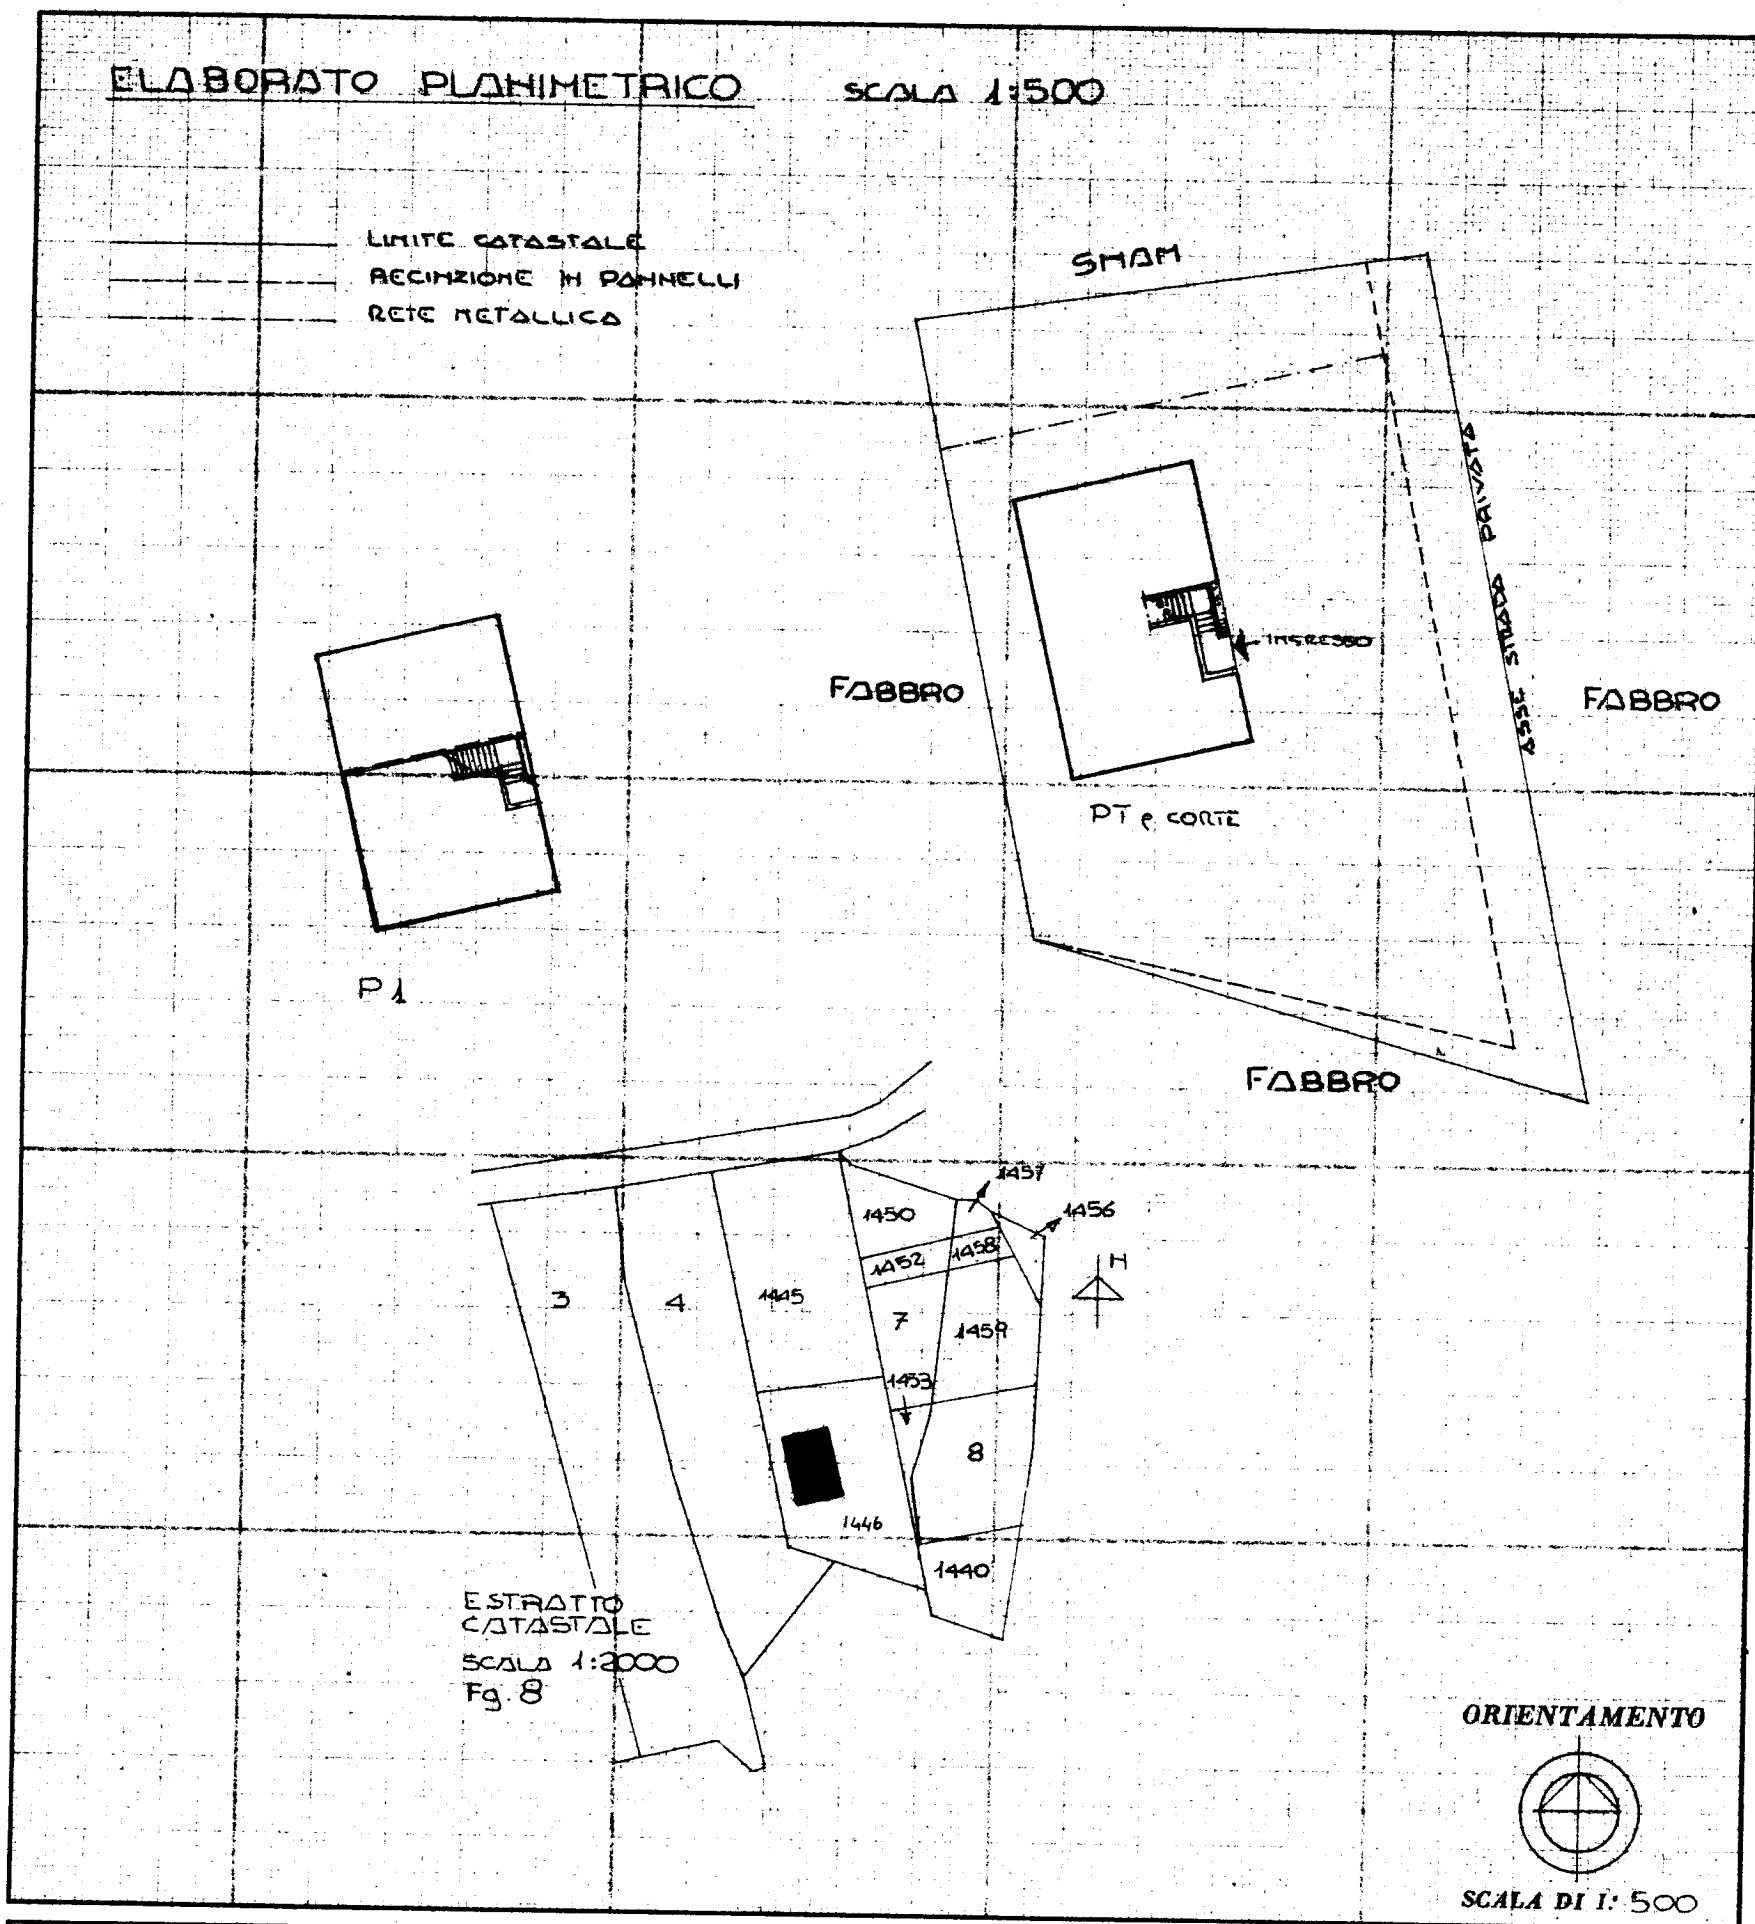 ELABORATO PLANIMETRICO SCALA 1:500
LIMITE CATASTALE
RECINZIONE IN PANNELLI
RETE METALLICA
SNAM
ASSE STRADA PRIVATA
INGRESSO
FABBRO
FABBRO
PT e CORTE
P1
FABBRO
1457
1450
1456
1452
1458
N
3
4
1445
7
1459
1453
8
1446
1440
ESTRATTO
CATASTALE
SCALA 1:2000
Fg. 8
ORIENTAMENTO
SCALA DI 1: 500